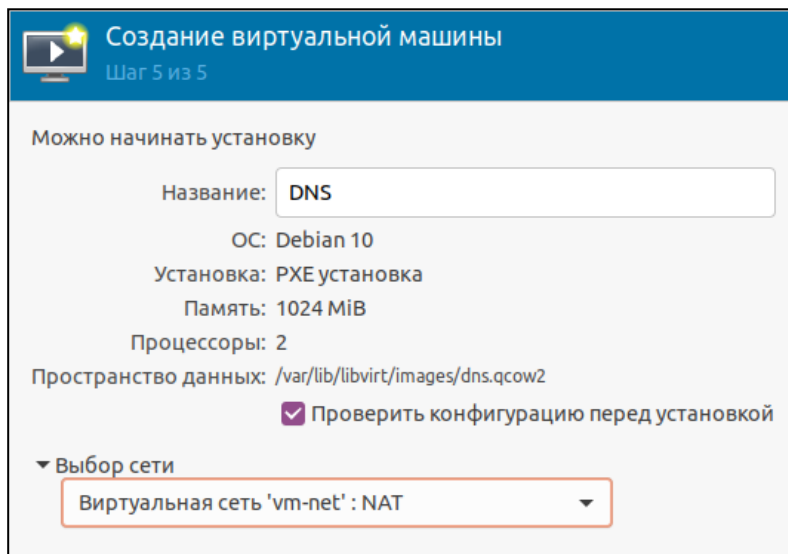 Создание виртуальной машины
Шаг 5 из 5
Можно начинать установку
Название: DNS
ОС: Debian 10
Установка: PXE установка
Память: 1024 MiB
Процессоры: 2
Пространство данных: /var/lib/libvirt/images/dns.qcow2
Проверить конфигурацию перед установкой
Выбор сети
Виртуальная сеть 'vm-net' : NAT